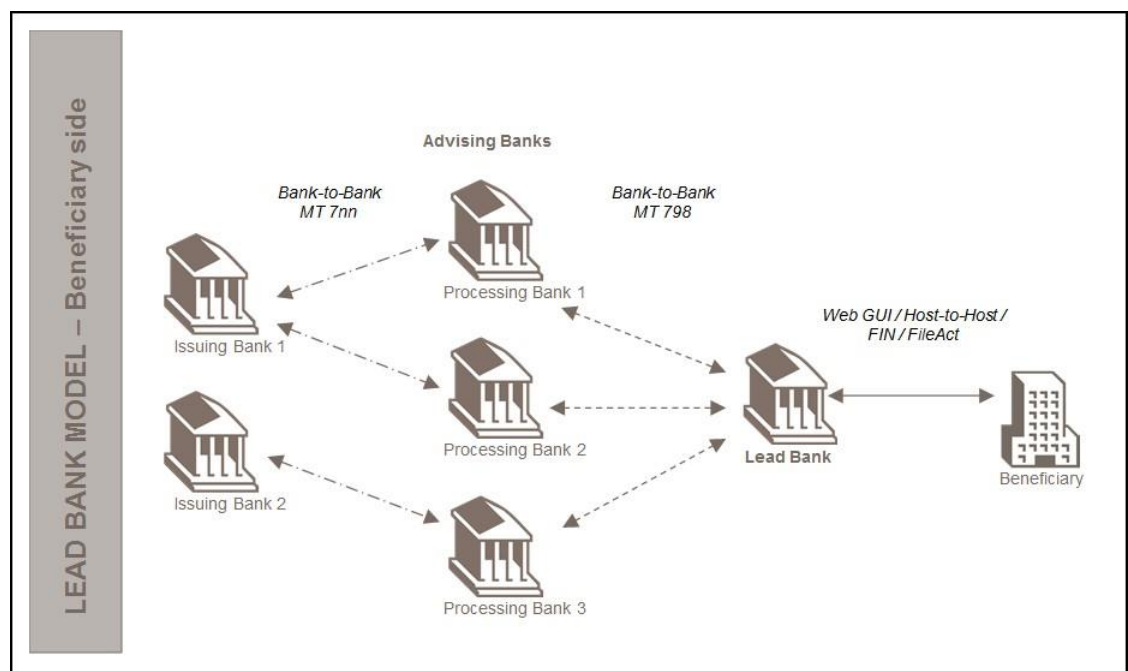 LEAD BANK MODEL – Beneficiary side
Advising Banks
Bank-to-Bank
MT 7nn
Bank-to-Bank
MT 798
Processing Bank 1
Issuing Bank 1
Web GUI / Host-to-Host /
FIN / FileAct
Processing Bank 2
Lead Bank
Beneficiary
Issuing Bank 2
Processing Bank 3